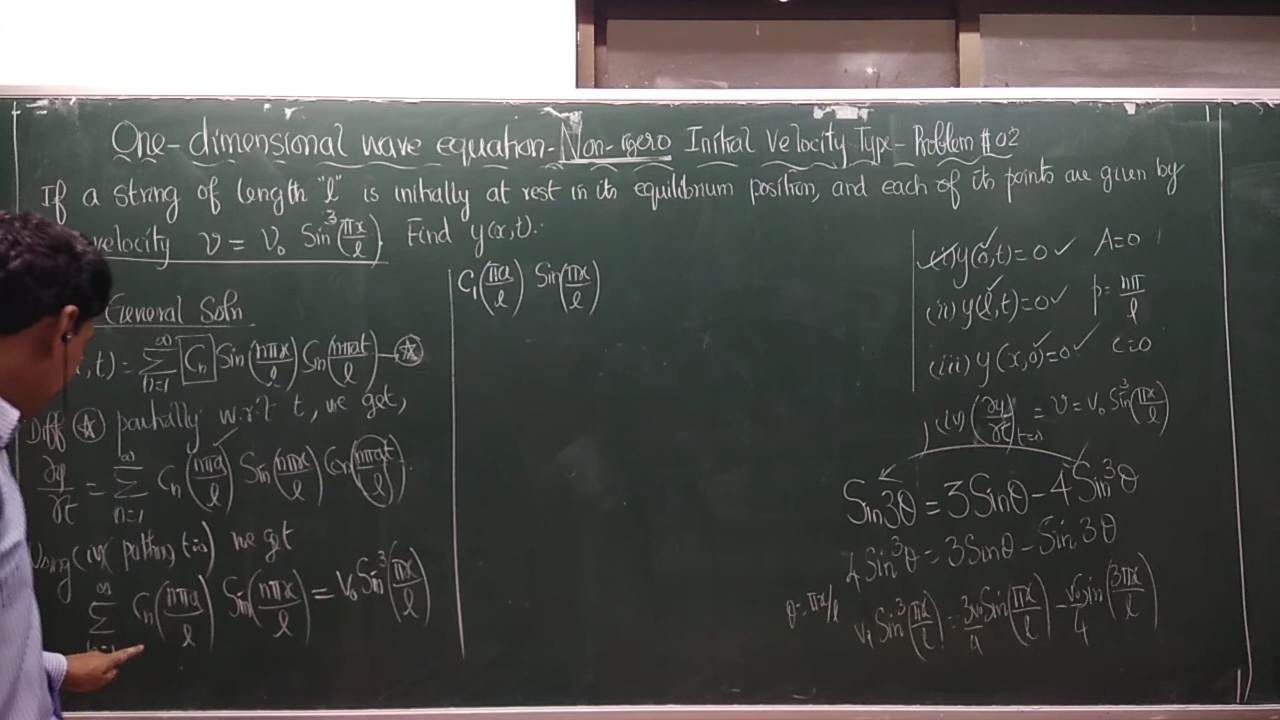 One-dimensional wave equation-Non-zero Initial Velocity Type-Problem #02
If a string of length "l" is initially at rest in its equilibrium position, and each of its points are given by
velocity v = V₀ Sin³(πx/l). Find y(x,t).
General Soln
,t) = ∑_{n=1}^{∞} Cn Sin(nπx/l) Sin(nπat/l) — ⊛
Diff ⊛ partially w.r.t t, we get,
∂y/∂t = ∑_{n=1}^{∞} Cn (nπa/l) Sin(nπx/l) Cos(nπat/l).
Using (iv) (putting t=0) we get
∑^{∞} Cn(nπa/l) Sin(nπx/l) = V₀ Sin³(πx/l)
C₁(πa/l) Sin(πx/l)
(i) y(0,t)=0 ✓ A=0
(ii) y(l,t)=0 ✓ p = nπ/l
(iii) y(x,0)=0 ✓ C=0
(iv) (∂y/∂t)_{t=0} = v = V₀ Sin³(πx/l)
Sin3θ = 3Sinθ - 4Sin³θ
4Sin³θ = 3Sinθ - Sin3θ
θ = πx/l
V₀ Sin³(πx/l) = 3V₀/4 Sin(πx/l) - V₀/4 Sin(3πx/l)